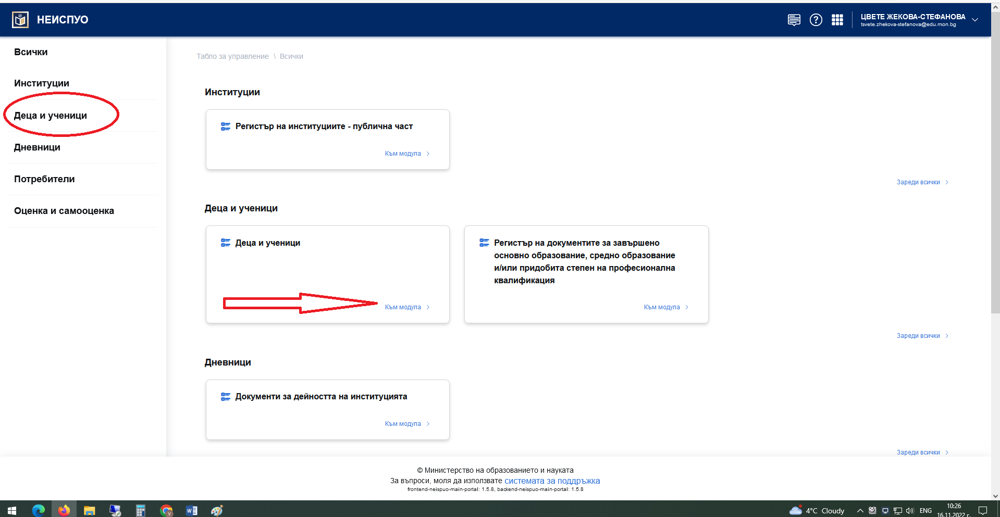 НЕИСПУО
ЦВЕТЕ ЖЕКОВА-СТЕФАНОВА
tsvete.zhekova-stefanova@edu.mon.bg
Всички
Институции
Деца и ученици
Дневници
Потребители
Оценка и самооценка
Табло за управление \ Всички
Институции
Регистър на институциите - публична част
Към модула
Зареди всички
Деца и ученици
Деца и ученици
Към модула
Регистър на документите за завършено
основно образование, средно образование
и/или придобита степен на професионална
квалификация
Към модула
Зареди всички
Дневници
Документи за дейността на институцията
Към модула
Зареди всички
© Министерство на образованието и науката
За въпроси, моля да използвате системата за поддръжка
frontend-neispuo-main-portal: 1.5.8, backend-neispuo-main-portal: 1.5.8
4°C Cloudy
ENG
10:26
16.11.2022 г.